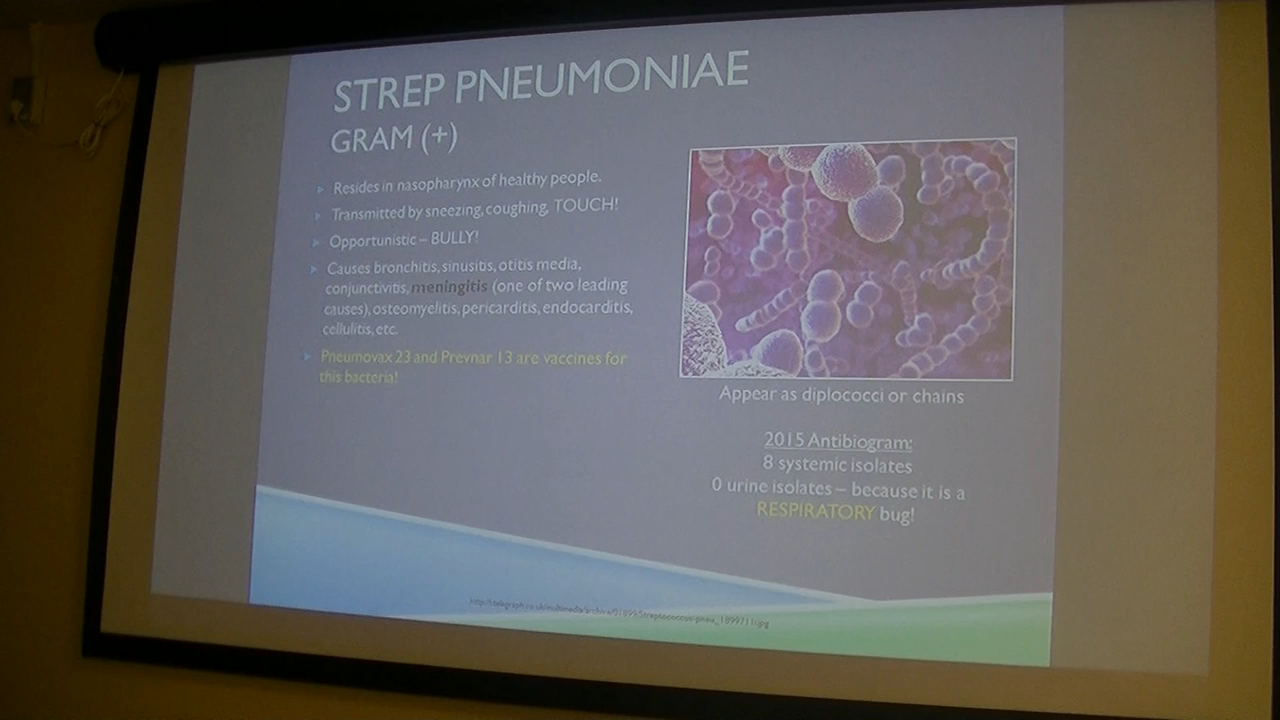 STREP PNEUMONIAE
GRAM (+)
Resides in nasopharynx of healthy people.
Transmitted by sneezing, coughing, TOUCH!
Opportunistic – BULLY!
Causes bronchitis, sinusitis, otitis media,
conjunctivitis, meningitis (one of two leading
causes), osteomyelitis, pericarditis, endocarditis,
cellulitis, etc.
Pneumovax 23 and Prevnar 13 are vaccines for
this bacteria!
Appear as diplococci or chains
2015 Antibiogram:
8 systemic isolates
0 urine isolates – because it is a
RESPIRATORY bug!